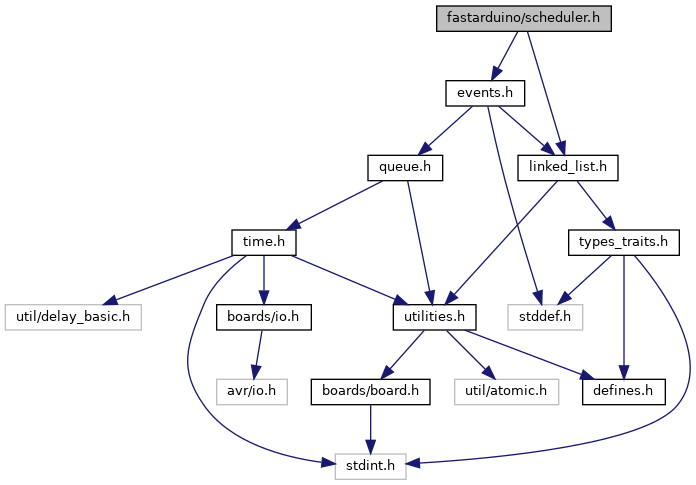 fastarduino/scheduler.h
events.h
queue.h
linked_list.h
time.h
types_traits.h
util/delay_basic.h
boards/io.h
utilities.h
stddef.h
avr/io.h
boards/board.h
util/atomic.h
defines.h
stdint.h